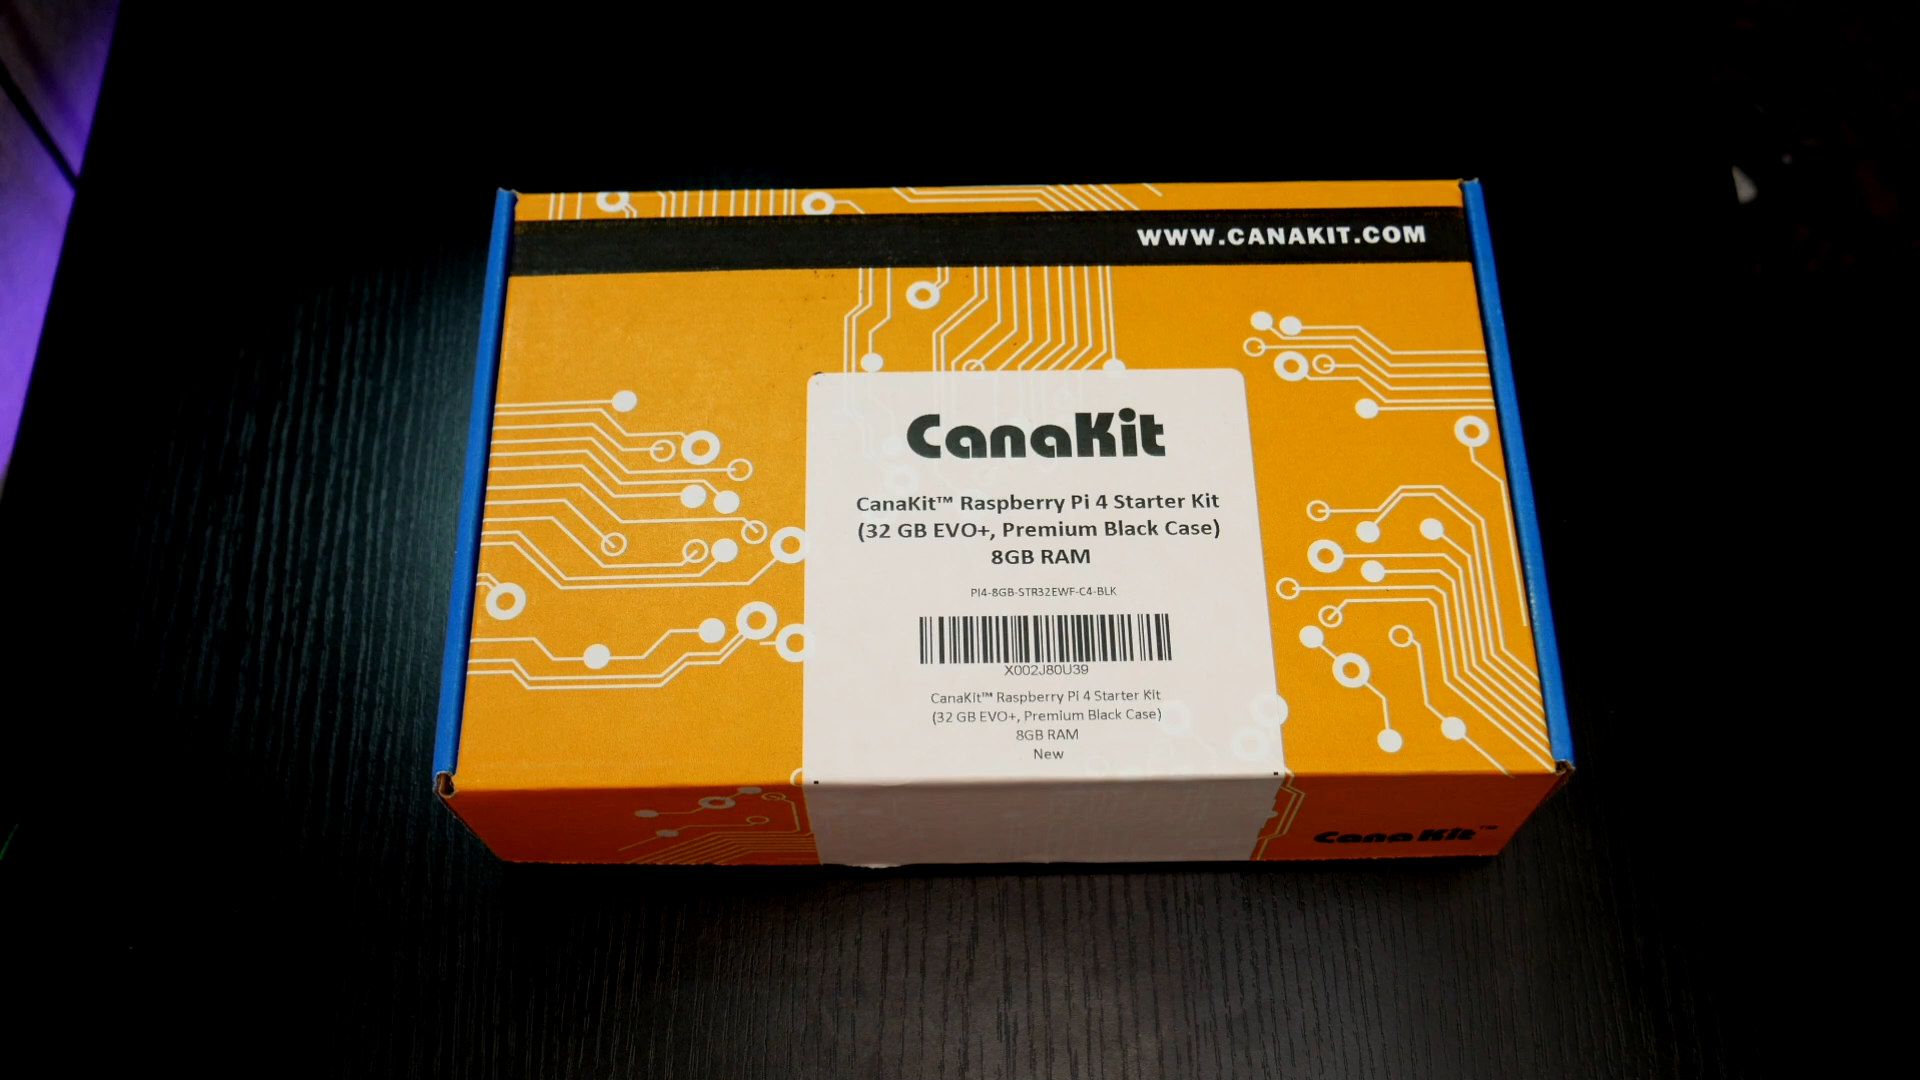 WWW.CANAKIT.COM
CanaKit
CanaKit™ Raspberry Pi 4 Starter Kit
(32 GB EVO+, Premium Black Case)
8GB RAM
PI4-8GB-STR32EWF-C4-BLK
X002J80U39
CanaKit™ Raspberry Pi 4 Starter Kit
(32 GB EVO+, Premium Black Case)
8GB RAM
New
CanaKit™